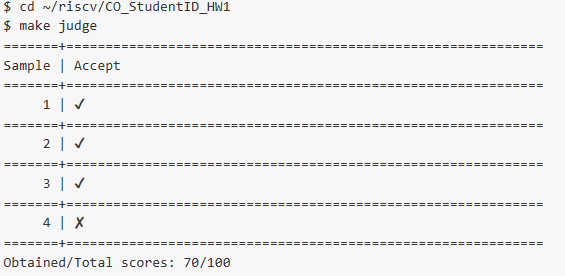 $ cd ~/riscv/CO_StudentID_HW1
$ make judge
=======+===========================================================
Sample | Accept
=======+===========================================================
     1 | ✓
=======+===========================================================
     2 | ✓
=======+===========================================================
     3 | ✓
=======+===========================================================
     4 | ✗
=======+===========================================================
Obtained/Total scores: 70/100